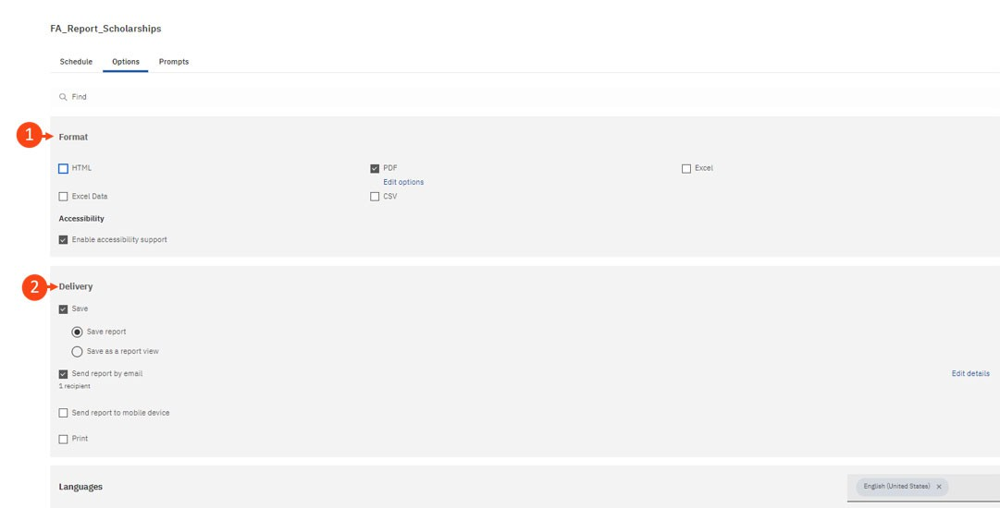 FA_Report_Scholarships
Schedule Options Prompts
Find
1 Format
HTML PDF Excel
Edit options
Excel Data CSV
Accessibility
Enable accessibility support
2 Delivery
Save
Save report
Save as a report view
Send report by email Edit details
1 recipient
Send report to mobile device
Print
Languages English (United States) ×